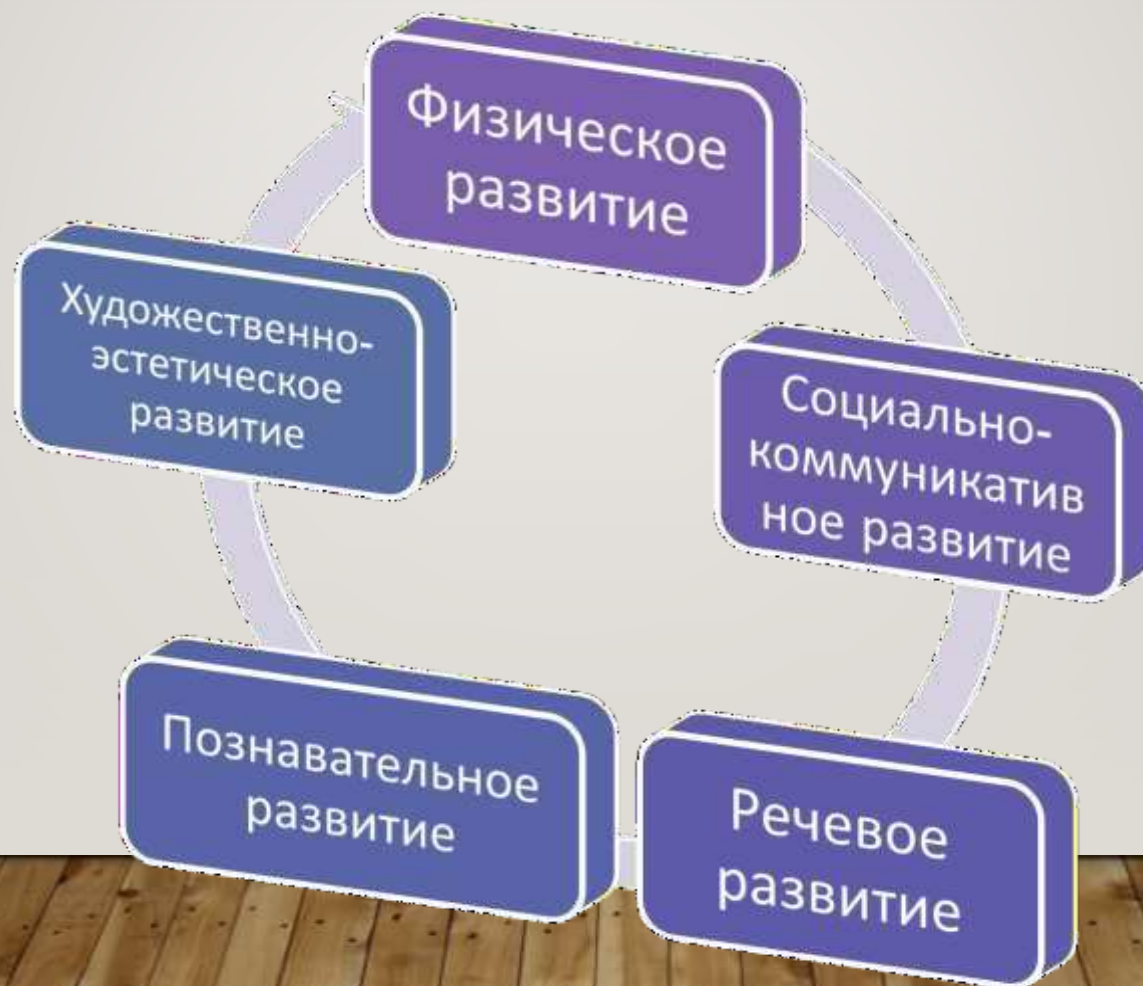 Физическое
развитие
Социально-
коммуникатив
ное развитие
Речевое
развитие
Познавательное
развитие
Художественно-
эстетическое
развитие